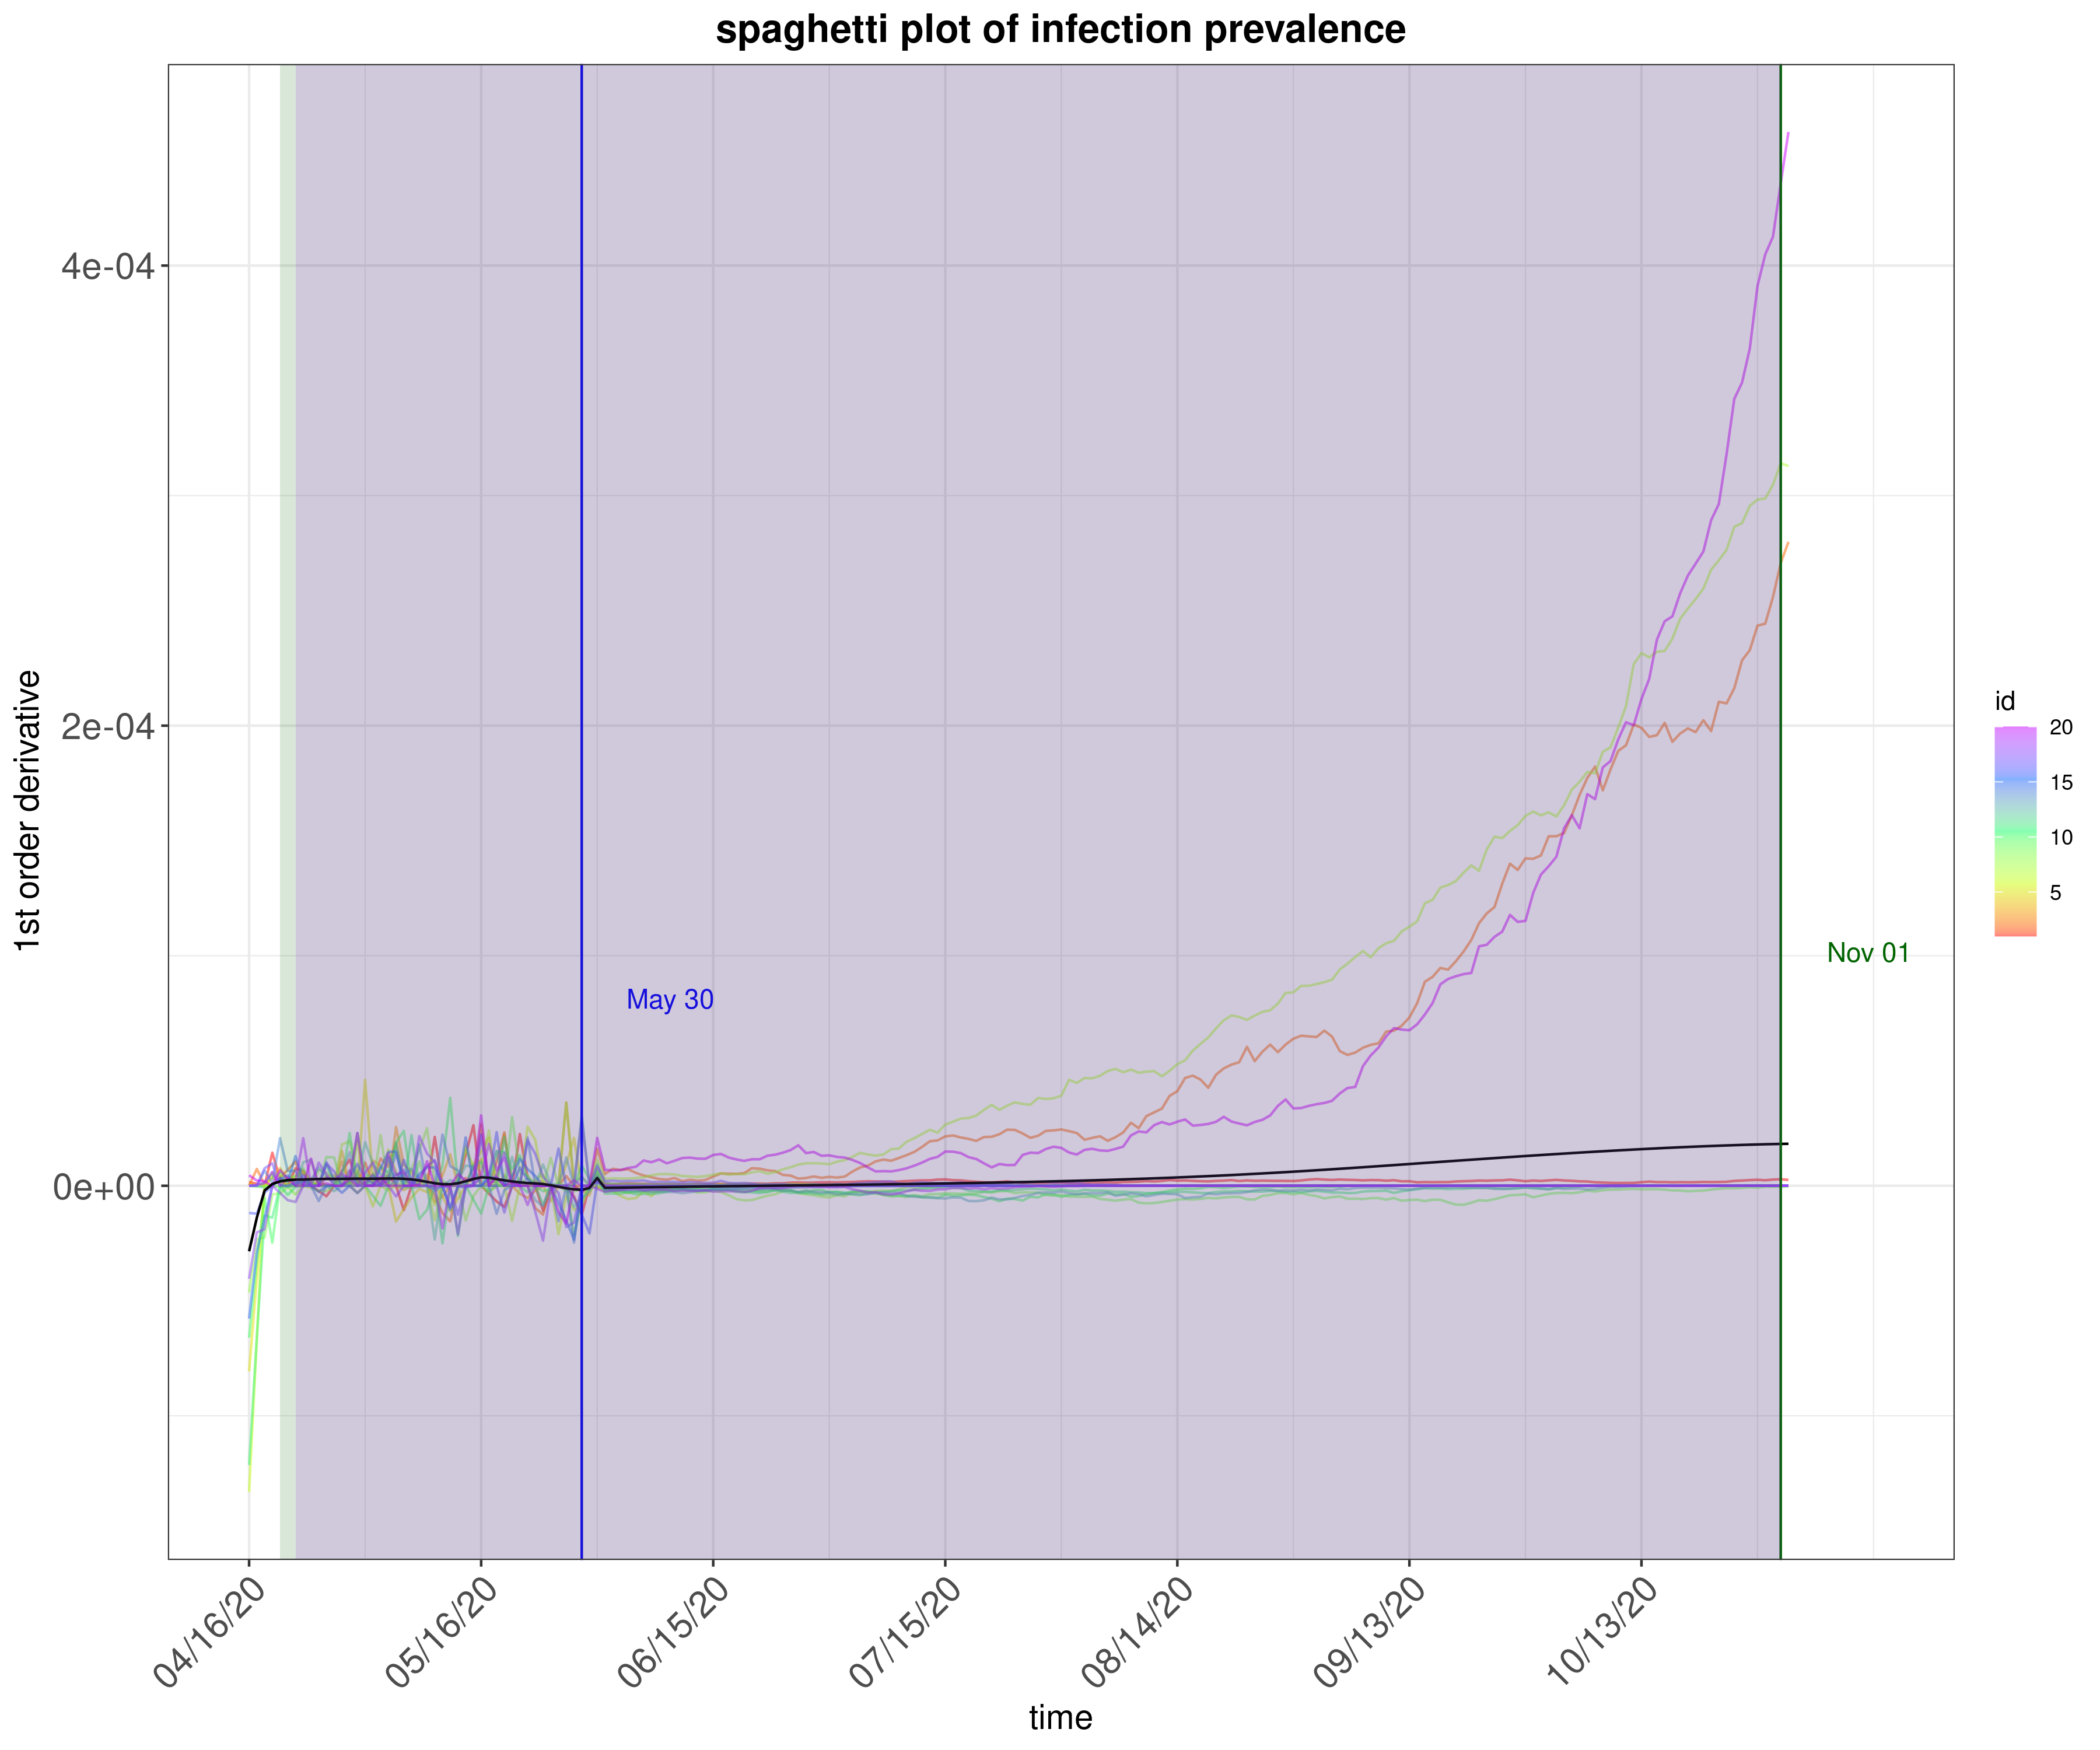 spaghetti plot of infection prevalence
1st order derivative
4e-04
2e-04
0e+00
May 30
Nov 01
id
20
15
10
5
04/16/20
05/16/20
06/15/20
07/15/20
08/14/20
09/13/20
10/13/20
time